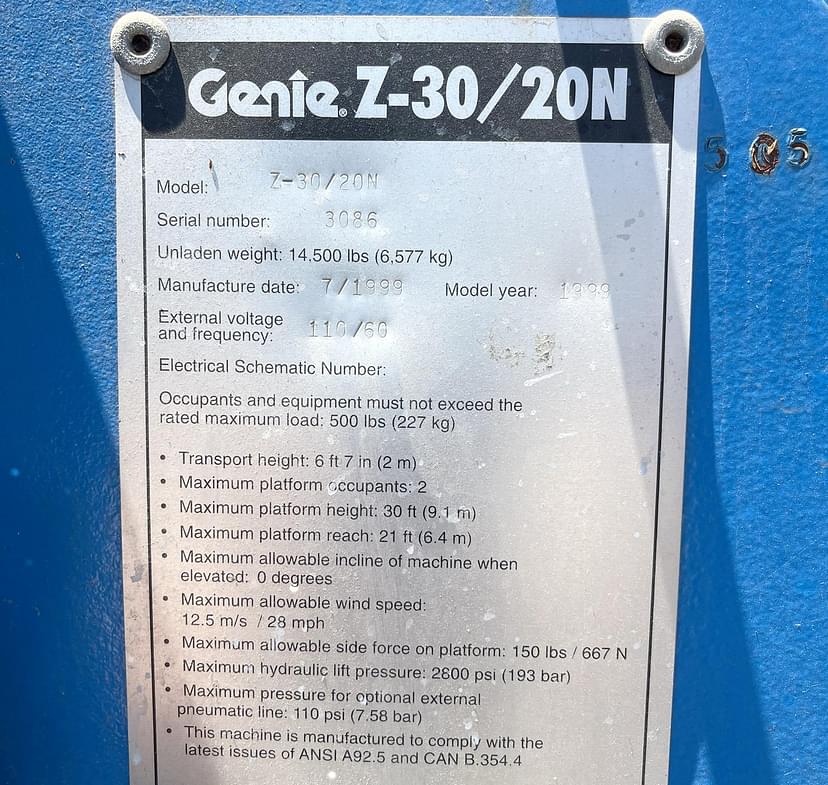 Genie Z-30/20N
5 0 5
Model: Z-30/20N
Serial number: 3086
Unladen weight: 14,500 lbs (6,577 kg)
Manufacture date: 7/1999 Model year: 1999
External voltage
and frequency: 110/60
Electrical Schematic Number:
Occupants and equipment must not exceed the
rated maximum load: 500 lbs (227 kg)
• Transport height: 6 ft 7 in (2 m)
• Maximum platform occupants: 2
• Maximum platform height: 30 ft (9.1 m)
• Maximum platform reach: 21 ft (6.4 m)
• Maximum allowable incline of machine when
elevated: 0 degrees
• Maximum allowable wind speed:
12.5 m/s / 28 mph
• Maximum allowable side force on platform: 150 lbs / 667 N
• Maximum hydraulic lift pressure: 2800 psi (193 bar)
• Maximum pressure for optional external
pneumatic line: 110 psi (7.58 bar)
• This machine is manufactured to comply with the
latest issues of ANSI A92.5 and CAN B.354.4